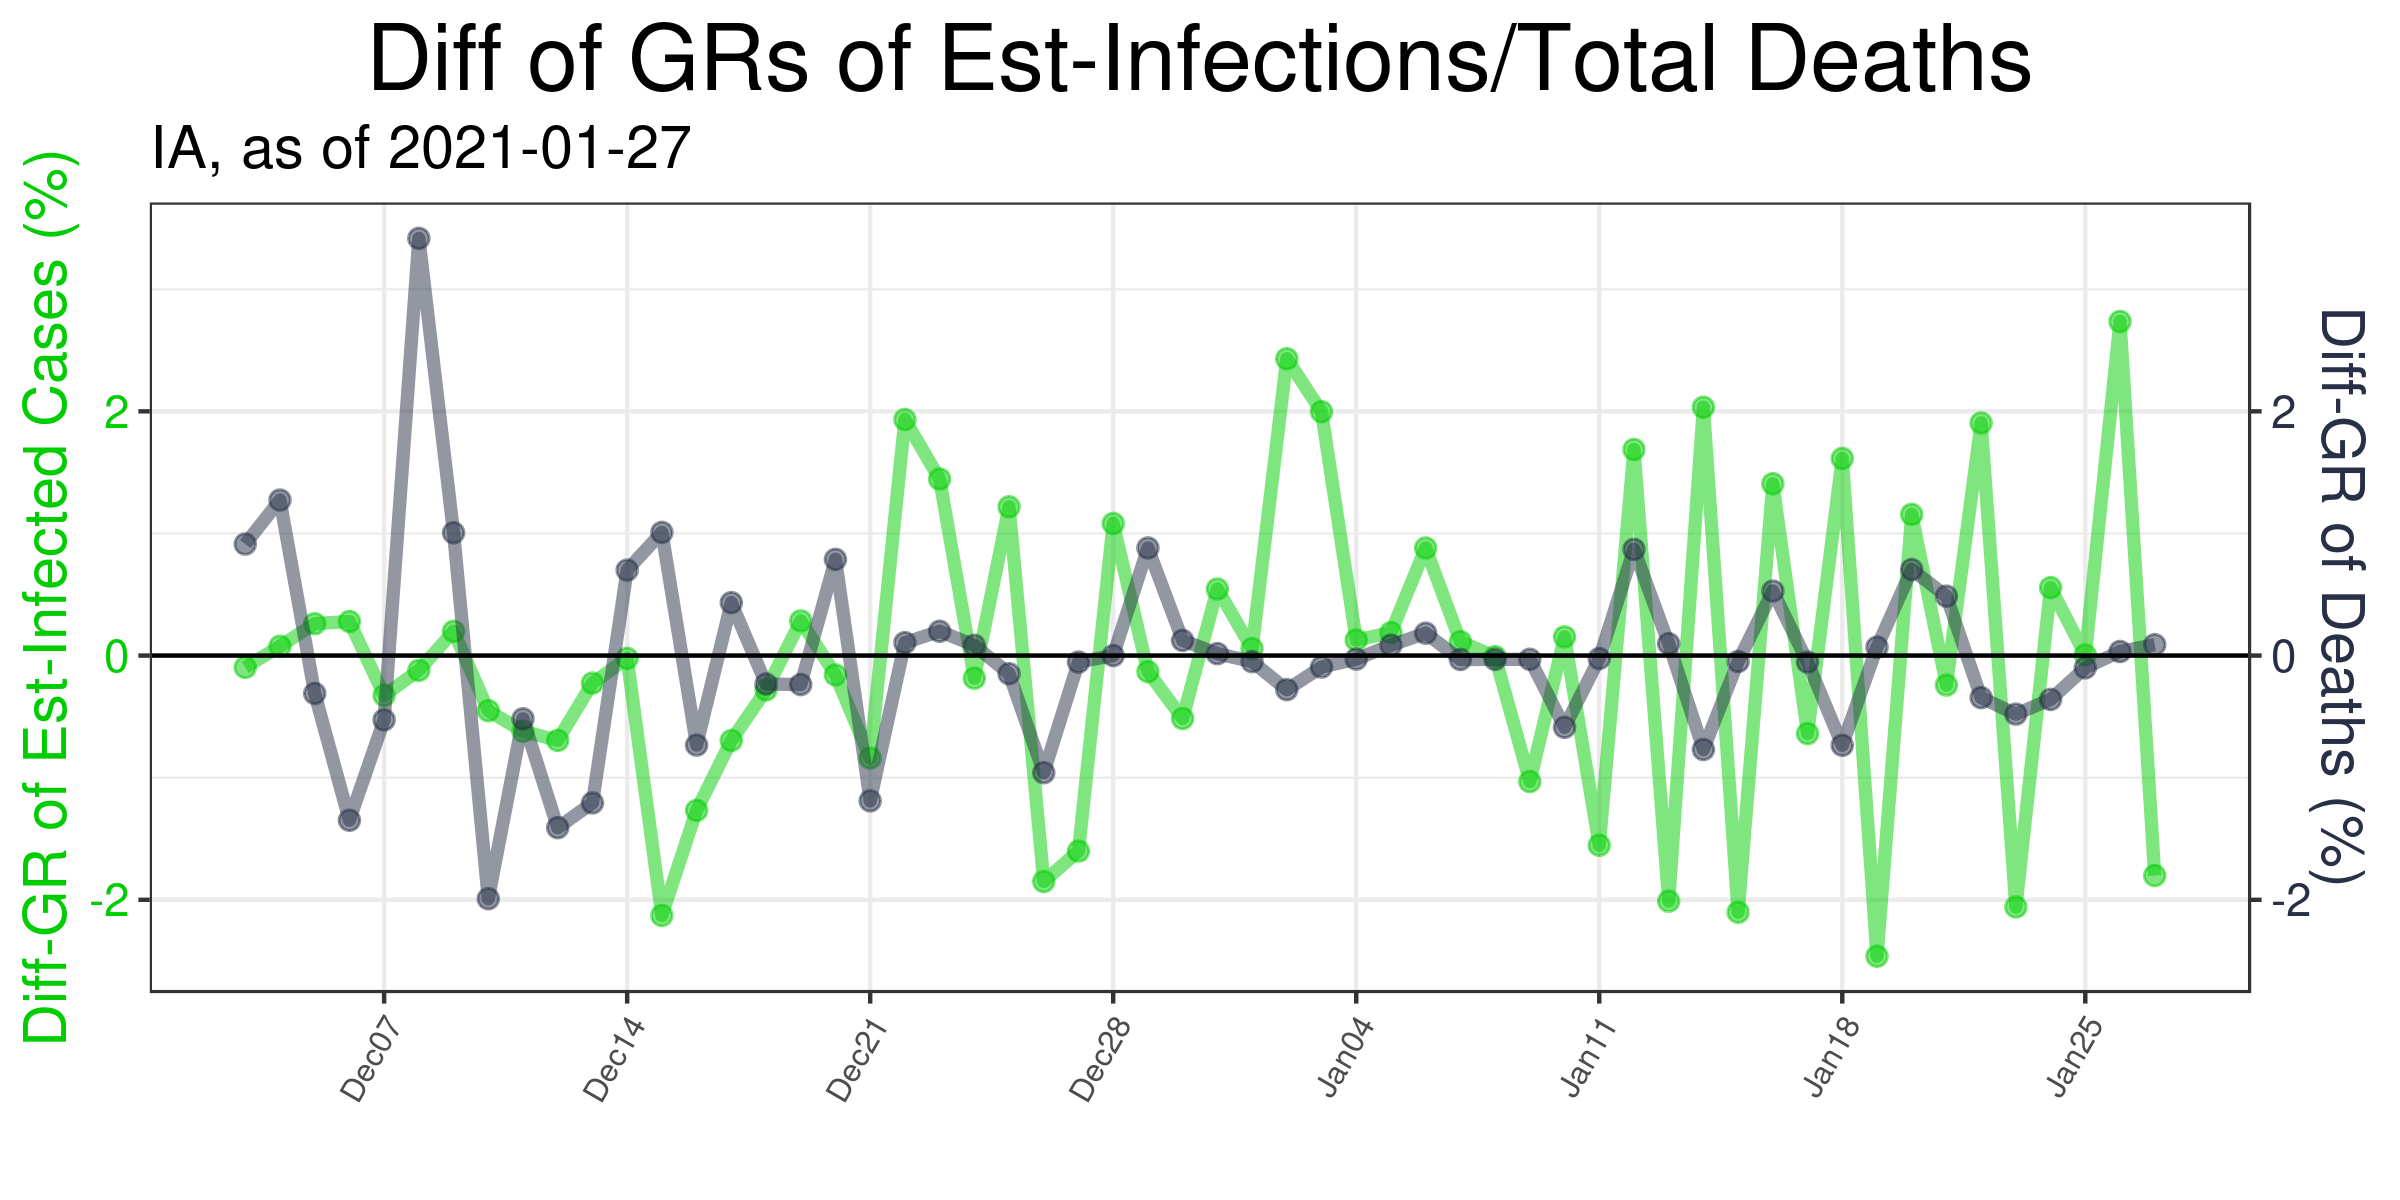 Diff of GRs of Est-Infections/Total Deaths
IA, as of 2021-01-27
Diff-GR of Est-Infected Cases (%)
2
0
-2
2
0
-2
Diff-GR of Deaths (%)
Dec07
Dec14
Dec21
Dec28
Jan04
Jan11
Jan18
Jan25